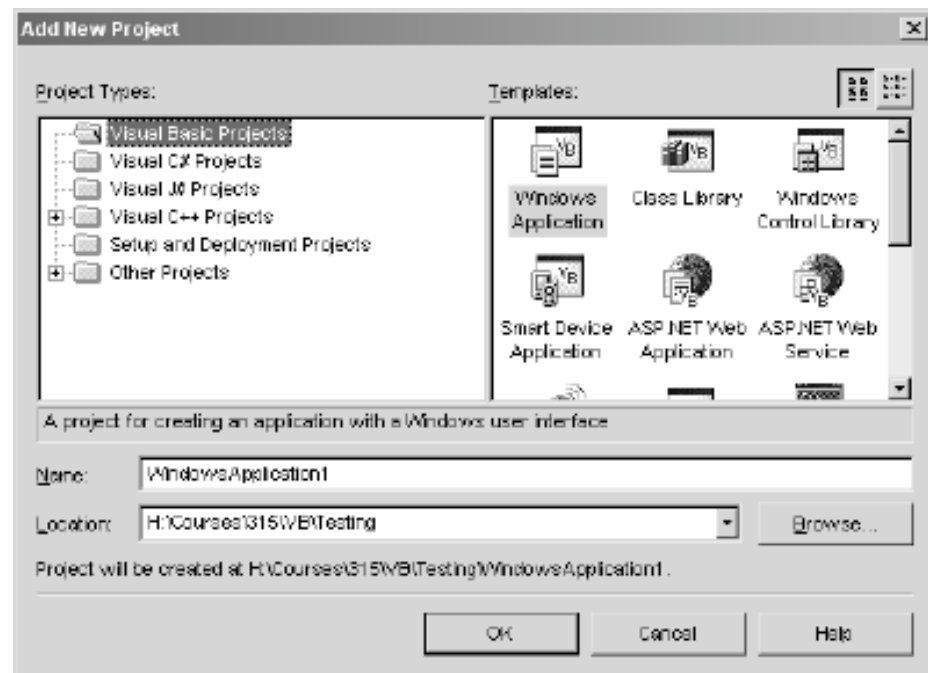 Add New Project
Project Types:
Templates:
Visual Basic Projects
Visual C# Projects
Visual J# Projects
Visual C++ Projects
Setup and Deployment Projects
Other Projects
Windows Application
Class Library
Windows Control Library
Smart Device Application
ASP.NET Web Application
ASP.NET Web Service
A project for creating an application with a Windows user interface
Name:
WindowsApplication1
Location:
H:\Courses\315\VB\Testing
Browse...
Project will be created at H:\Courses\315\VB\Testing\WindowsApplication1.
OK
Cancel
Help